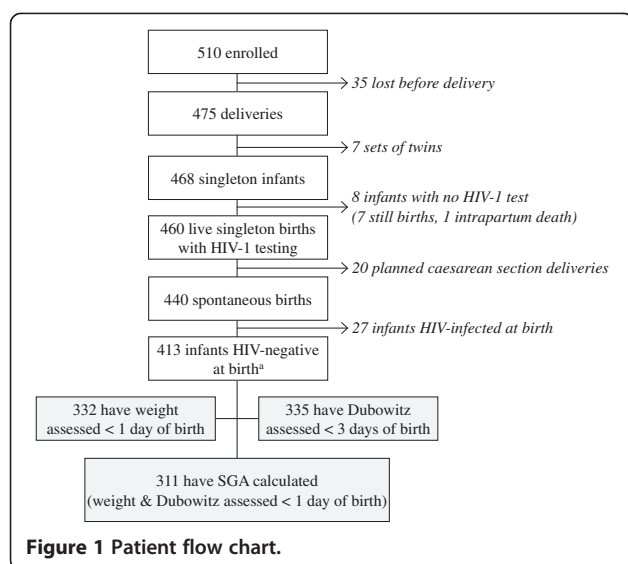 510 enrolled
35 lost before delivery
475 deliveries
7 sets of twins
468 singleton infants
8 infants with no HIV-1 test
(7 still births, 1 intrapartum death)
460 live singleton births
with HIV-1 testing
20 planned caesarean section deliveries
440 spontaneous births
27 infants HIV-infected at birth
413 infants HIV-negative
at birthᵃ
332 have weight
assessed < 1 day of birth
335 have Dubowitz
assessed < 3 days of birth
311 have SGA calculated
(weight & Dubowitz assessed < 1 day of birth)
Figure 1 Patient flow chart.